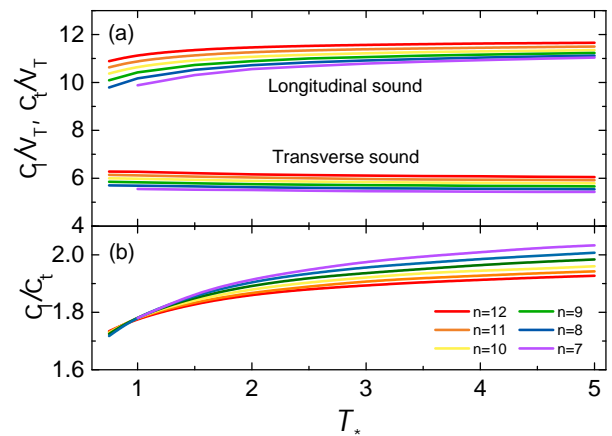 (a)
12
10
8
6
4
c_l/v_T, c_t/v_T
Longitudinal sound
Transverse sound
(b)
2.0
1.8
1.6
c_l/c_t
n=12 n=9
n=11 n=8
n=10 n=7
1 2 3 4 5
T_*